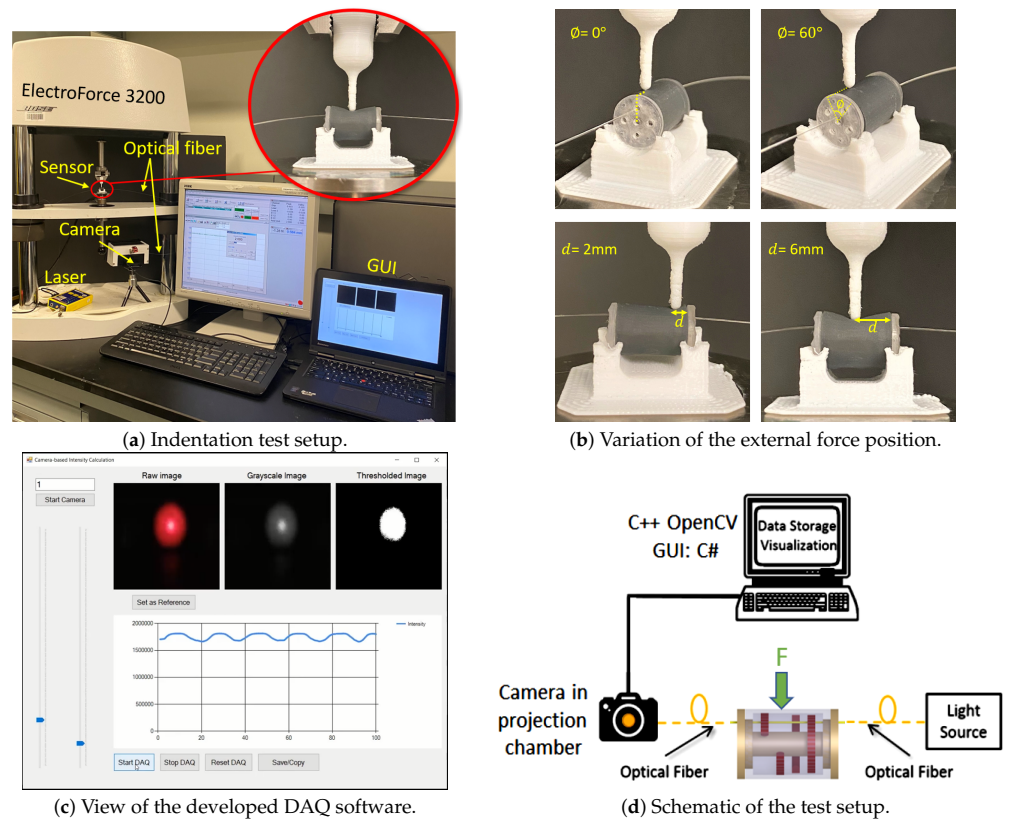 ElectroForce 3200
BOSE
Optical fiber
Sensor
Camera
Laser
GUI
(a) Indentation test setup.
Ø= 0°
Ø= 60°
Ø
d= 2mm
d= 6mm
d
d
(b) Variation of the external force position.
Camera-based Intensity Calculation
1
Start Camera
Raw image
Grayscale Image
Thresholded Image
Set as Reference
2000000
1500000
1000000
500000
0
0
20
40
60
80
100
Intensity
Start DAQ
Stop DAQ
Reset DAQ
Save/Copy
(c) View of the developed DAQ software.
C++ OpenCV
GUI: C#
Data Storage
Visualization
F
Camera in
projection
chamber
Light
Source
Optical Fiber
Optical Fiber
(d) Schematic of the test setup.